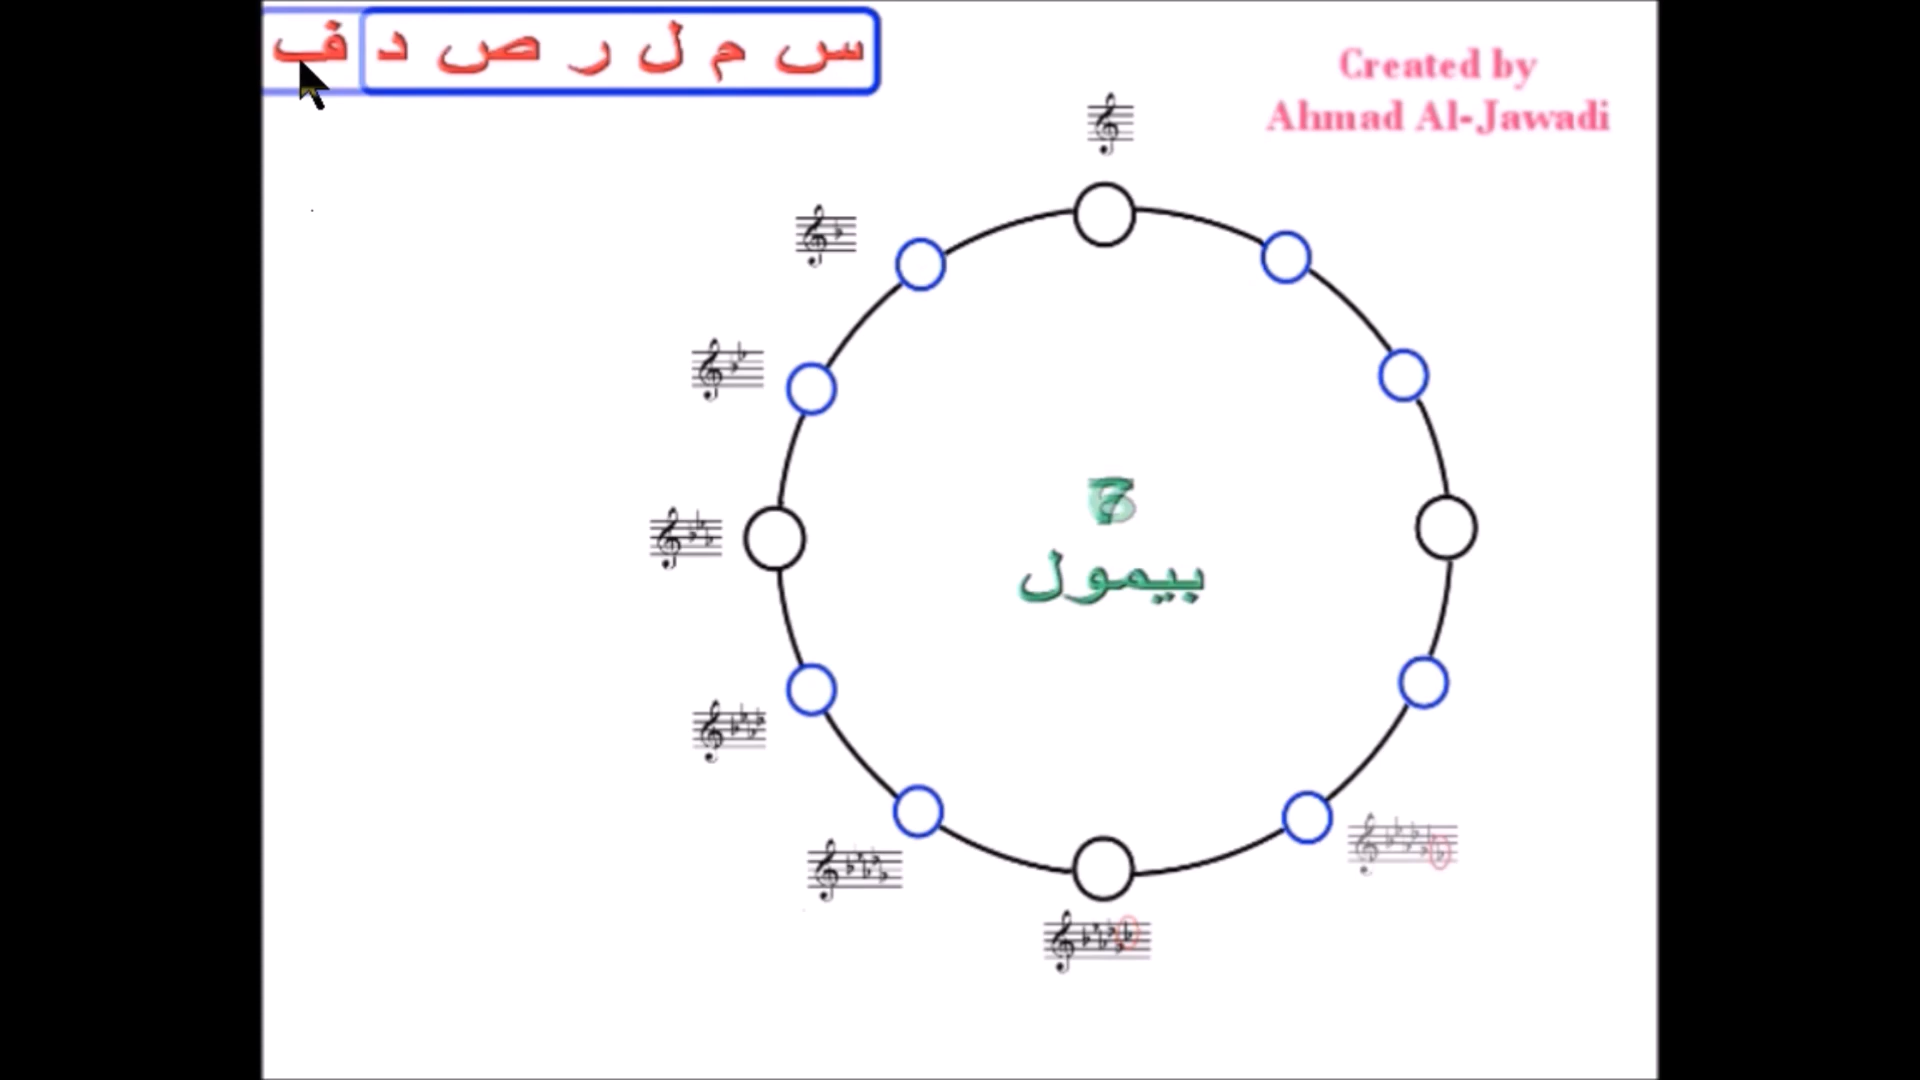 س م ل ر ص د ف
Created by
Ahmad Al-Jawadi
بيمول